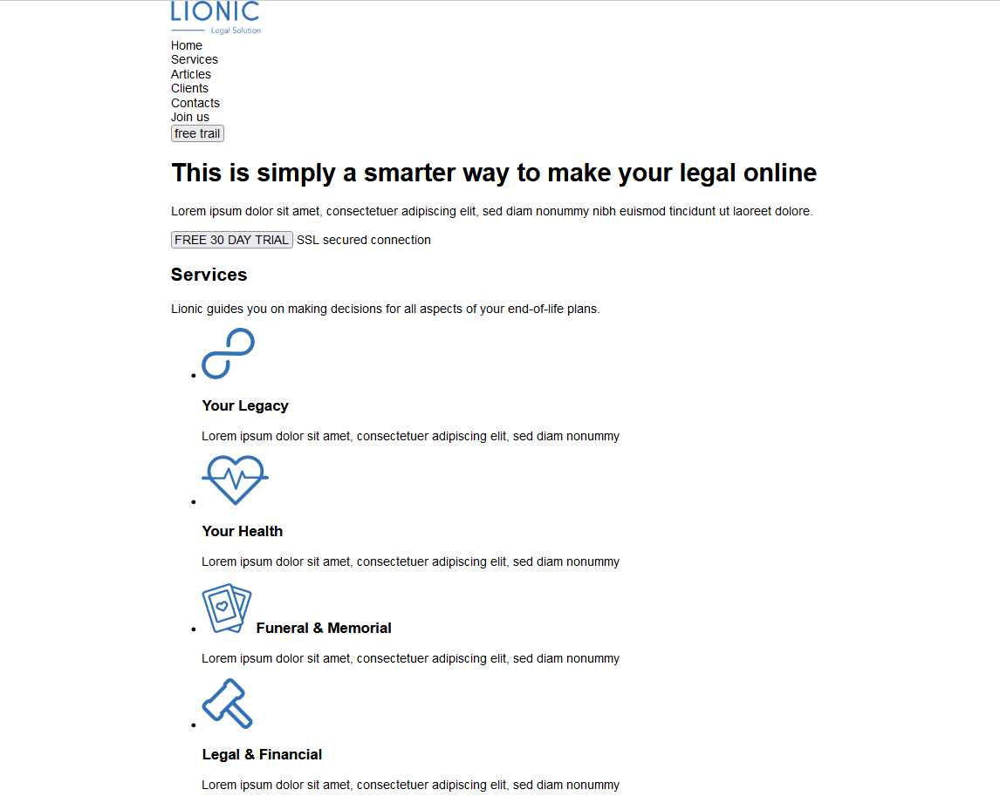 LIONIC
Legal Solution
Home
Services
Articles
Clients
Contacts
Join us
free trail
This is simply a smarter way to make your legal online
Lorem ipsum dolor sit amet, consectetuer adipiscing elit, sed diam nonummy nibh euismod tincidunt ut laoreet dolore.
FREE 30 DAY TRIAL SSL secured connection
Services
Lionic guides you on making decisions for all aspects of your end-of-life plans.
Your Legacy
Lorem ipsum dolor sit amet, consectetuer adipiscing elit, sed diam nonummy
Your Health
Lorem ipsum dolor sit amet, consectetuer adipiscing elit, sed diam nonummy
Funeral & Memorial
Lorem ipsum dolor sit amet, consectetuer adipiscing elit, sed diam nonummy
Legal & Financial
Lorem ipsum dolor sit amet, consectetuer adipiscing elit, sed diam nonummy